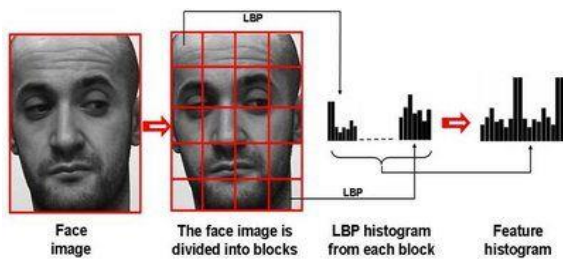 LBP
LBP
Face
image
The face image is
divided into blocks
LBP histogram
from each block
Feature
histogram